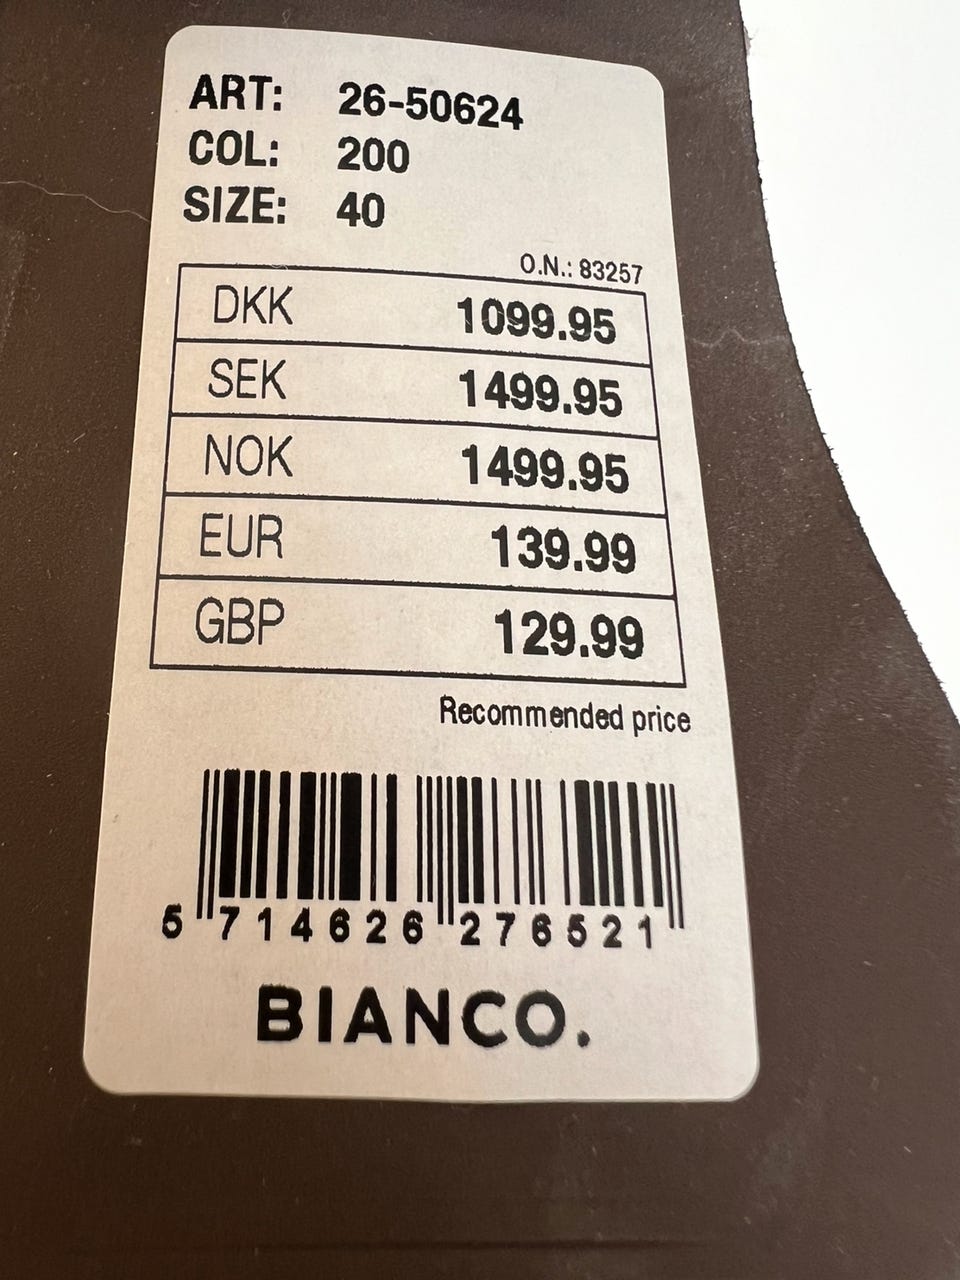 ART: 26-50624
COL: 200
SIZE: 40
O.N.: 83257
DKK 1099.95
SEK 1499.95
NOK 1499.95
EUR 139.99
GBP 129.99
Recommended price
5 714626 276521
BIANCO.